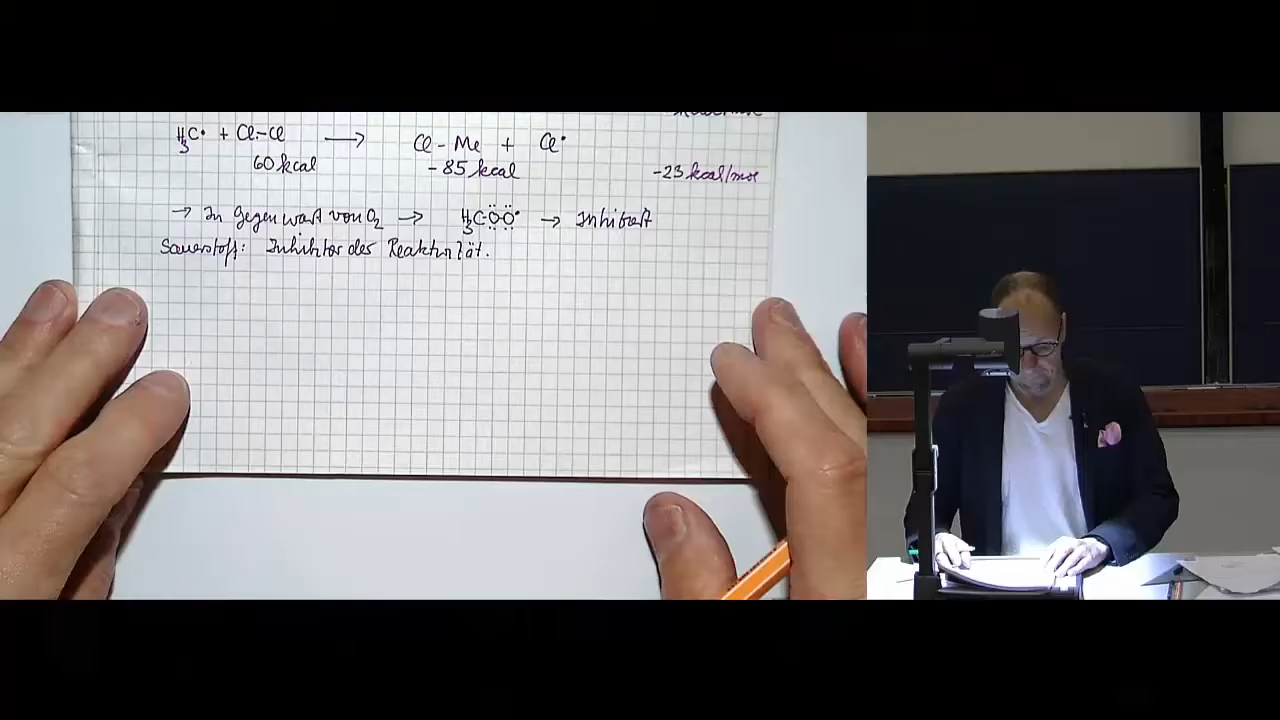 H₃C• + Cl–Cl ⟶ Cl – Me + Cl•
60 kcal – 85 kcal -23 kcal/mol
→ In Gegenwart von O₂ → H₃C-O-O• → Inhibiert
Sauerstoff: Inhibitor der Reaktivität.